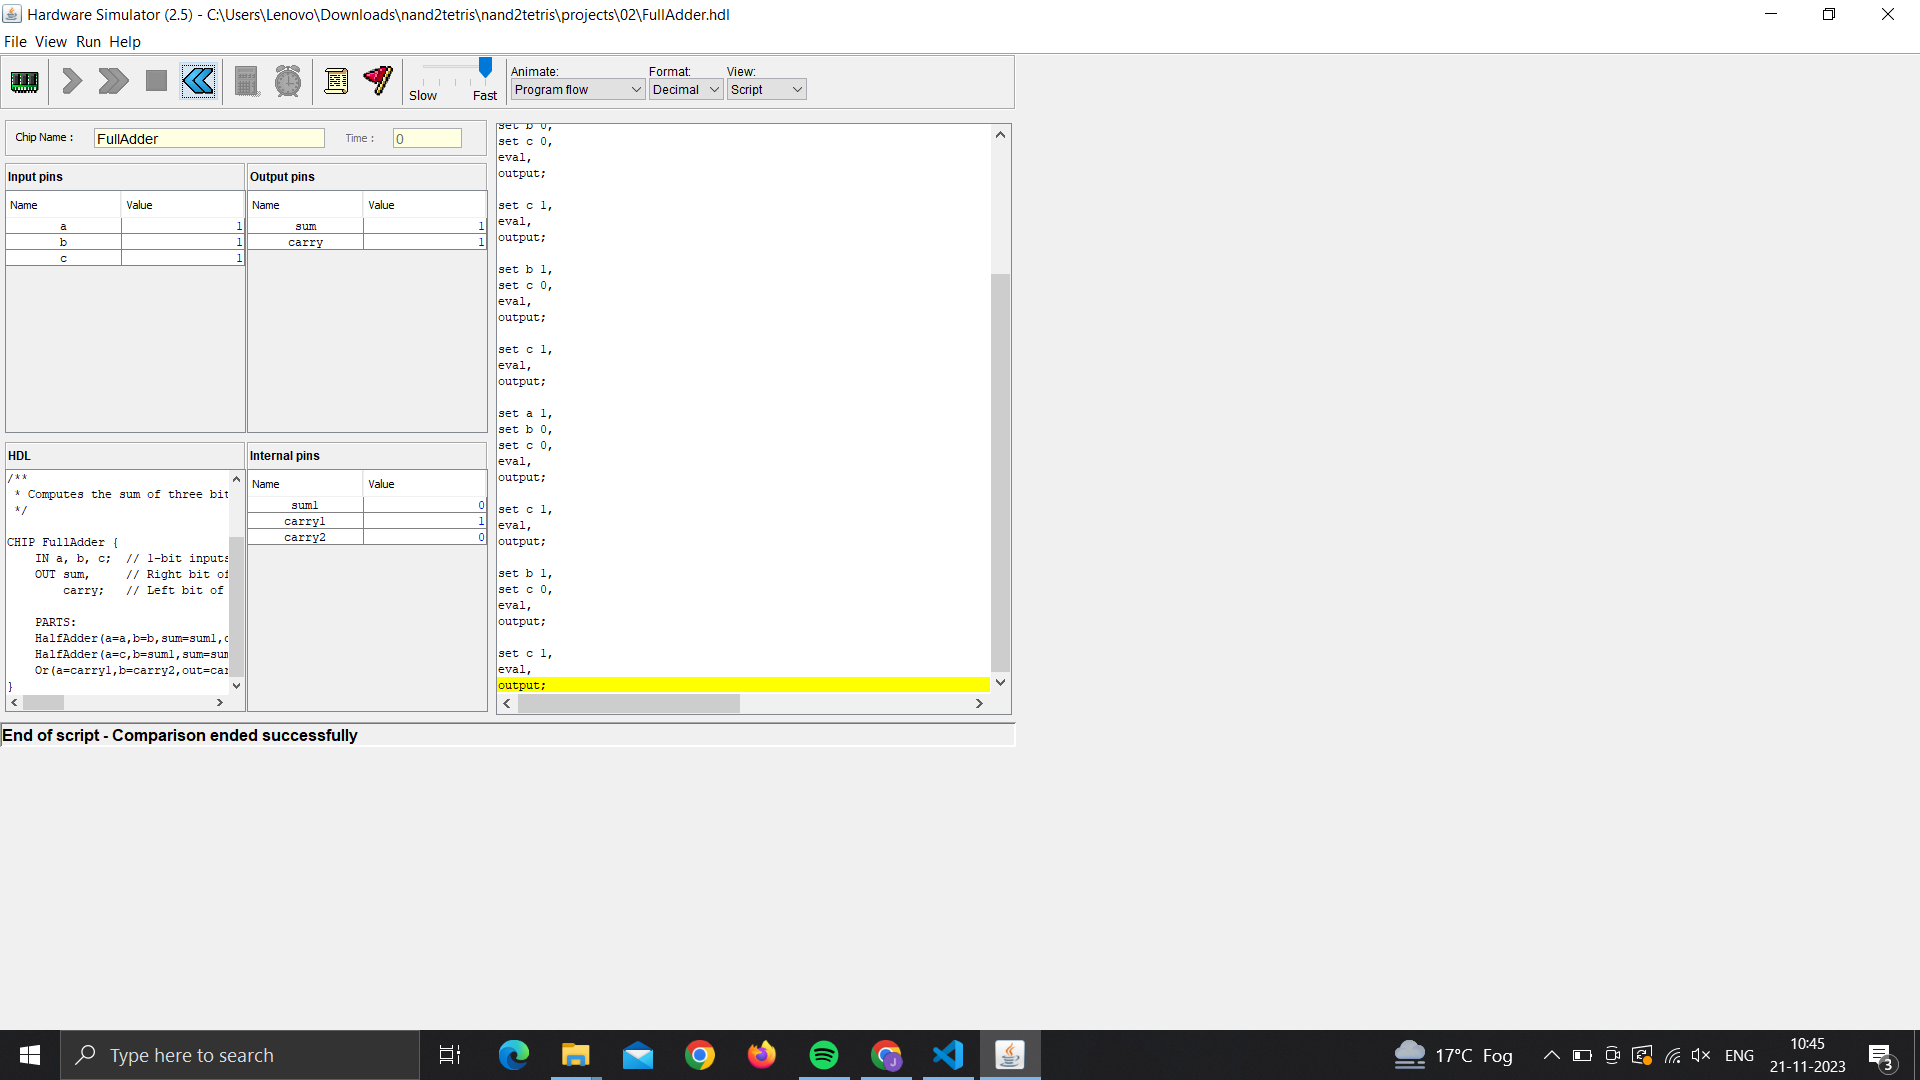 Hardware Simulator (2.5) - C:\Users\Lenovo\Downloads\nand2tetris\nand2tetris\projects\02\FullAdder.hdl
File View Run Help
Slow Fast
Animate: Format: View:
Program flow Decimal Script
Chip Name : FullAdder Time : 0
Input pins
Name Value
a 1
b 1
c 1
Output pins
Name Value
sum 1
carry 1
HDL
/**
* Computes the sum of three bit
*/
CHIP FullAdder {
IN a, b, c; // 1-bit inputs
OUT sum, // Right bit of
carry; // Left bit of
PARTS:
HalfAdder(a=a,b=b,sum=sum1,c
HalfAdder(a=c,b=sum1,sum=sum
Or(a=carry1,b=carry2,out=car
}
Internal pins
Name Value
sum1 0
carry1 1
carry2 0
set b 0,
set c 0,
eval,
output;
set c 1,
eval,
output;
set b 1,
set c 0,
eval,
output;
set c 1,
eval,
output;
set a 1,
set b 0,
set c 0,
eval,
output;
set c 1,
eval,
output;
set b 1,
set c 0,
eval,
output;
set c 1,
eval,
output;
End of script - Comparison ended successfully
Type here to search
J
17°C Fog
ENG
10:45
21-11-2023
3